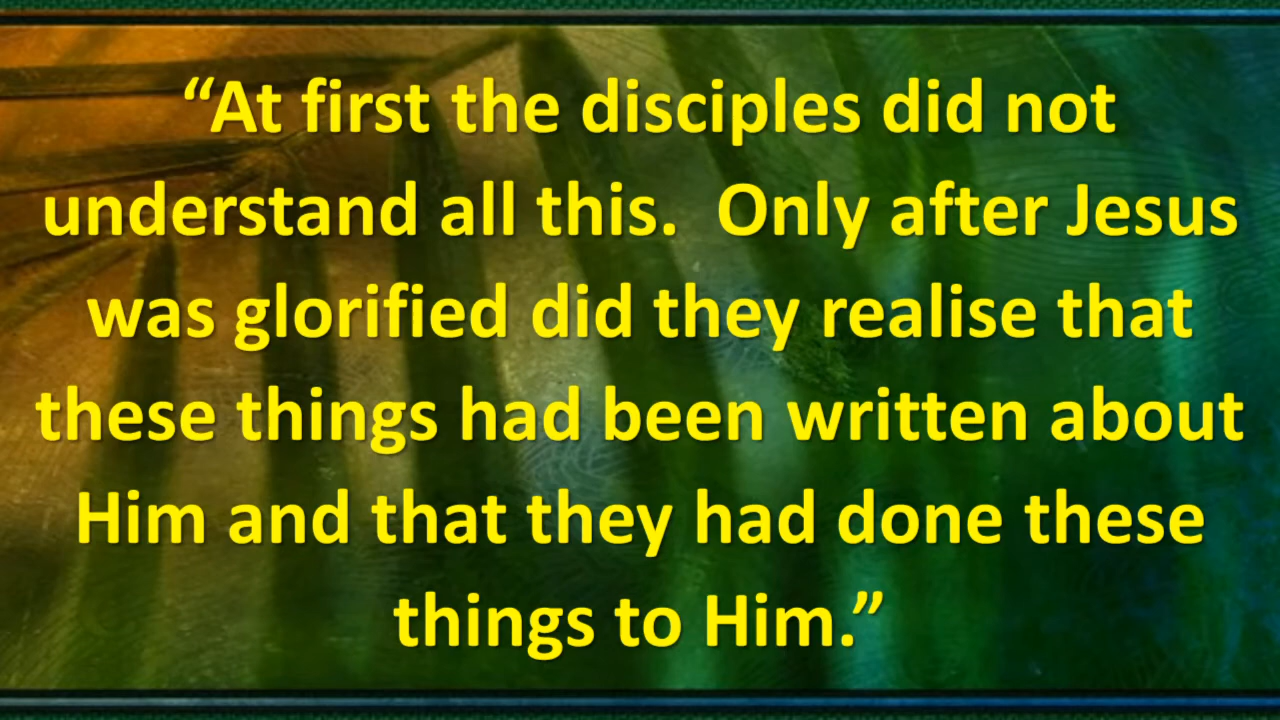 “At first the disciples did not
understand all this.  Only after Jesus
was glorified did they realise that
these things had been written about
Him and that they had done these
things to Him.”